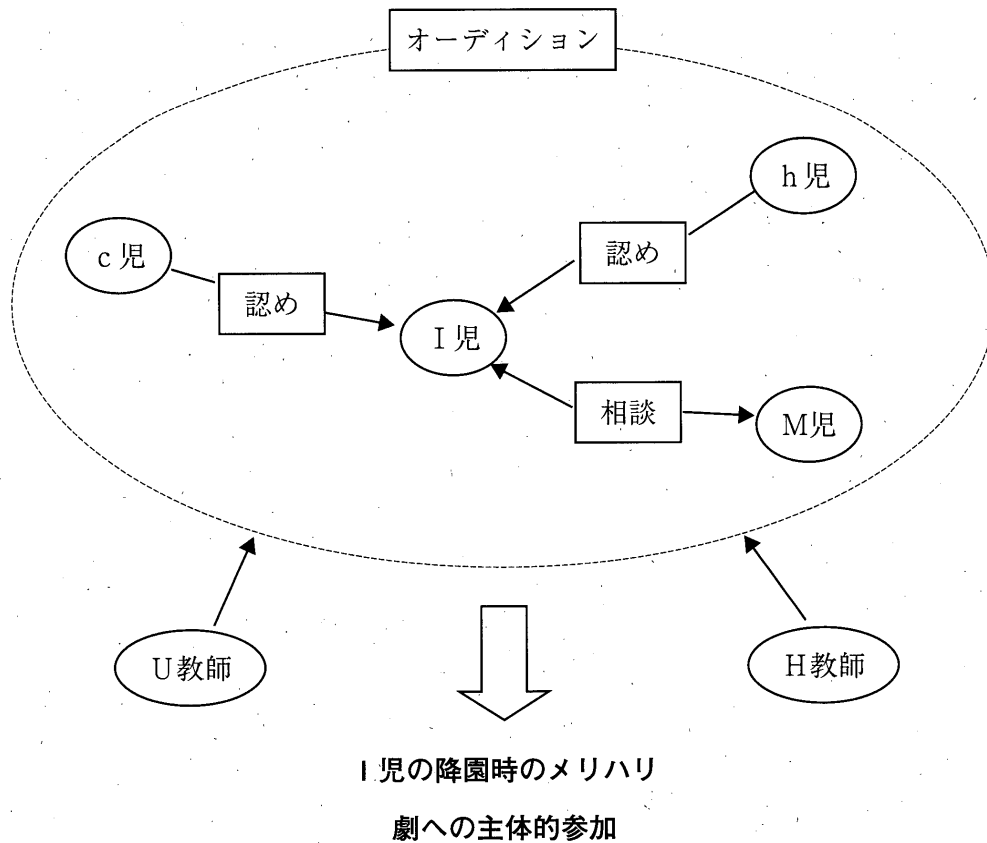 オーディション
h児
c児
認め
認め
I児
相談
M児
U教師
H教師
I児の降園時のメリハリ
劇への主体的参加